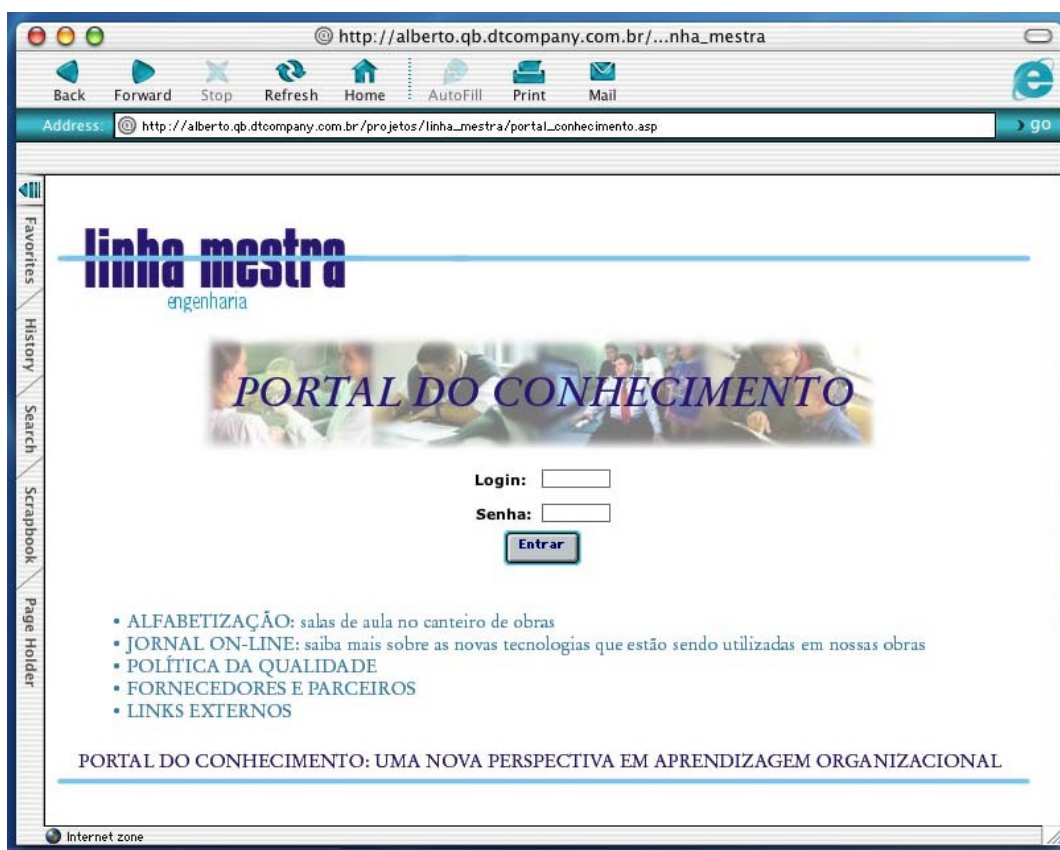 http://alberto.qb.dtcompany.com.br/...nha_mestra
Back Forward Stop Refresh Home AutoFill Print Mail
Address: http://alberto.qb.dtcompany.com.br/projetos/linha_mestra/portal_conhecimento.asp go
Favorites
History
Search
Scrapbook
Page Holder
linha mestra
engenharia
PORTAL DO CONHECIMENTO
Login:
Senha:
Entrar
• ALFABETIZAÇÃO: salas de aula no canteiro de obras
• JORNAL ON-LINE: saiba mais sobre as novas tecnologias que estão sendo utilizadas em nossas obras
• POLÍTICA DA QUALIDADE
• FORNECEDORES E PARCEIROS
• LINKS EXTERNOS
PORTAL DO CONHECIMENTO: UMA NOVA PERSPECTIVA EM APRENDIZAGEM ORGANIZACIONAL
Internet zone